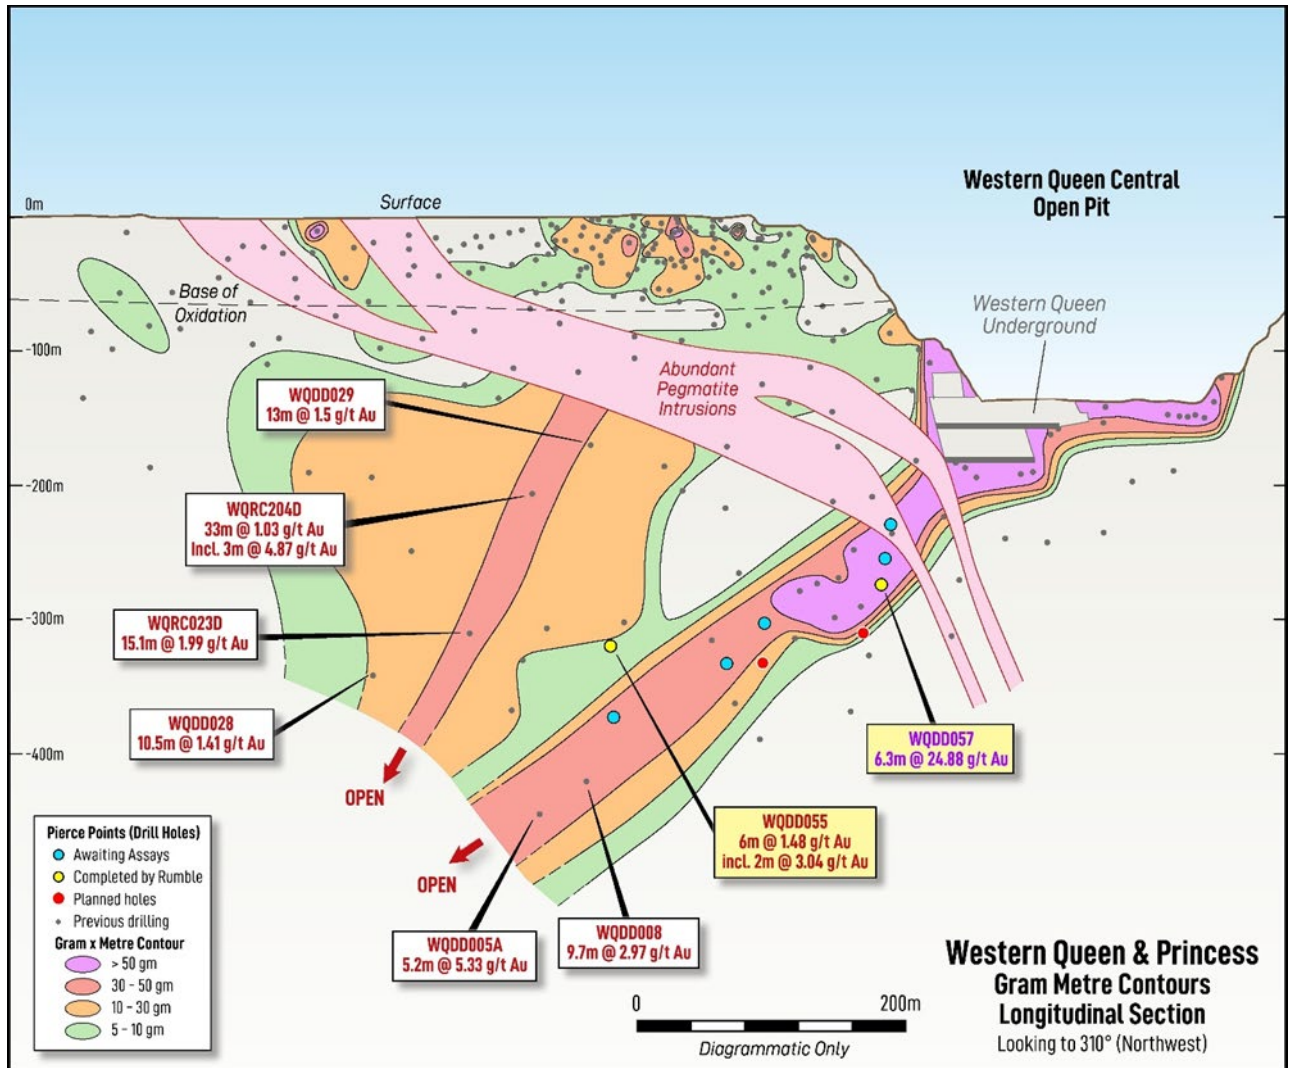 Western Queen Central
Open Pit
0m
Surface
Base of
Oxidation
Western Queen
Underground
-100m
Abundant
Pegmatite
Intrusions
WQDD029
13m @ 1.5 g/t Au
-200m
WQRC204D
33m @ 1.03 g/t Au
Incl. 3m @ 4.87 g/t Au
-300m
WQRC023D
15.1m @ 1.99 g/t Au
WQDD028
10.5m @ 1.41 g/t Au
-400m
WQDD057
6.3m @ 24.88 g/t Au
OPEN
WQDD055
6m @ 1.48 g/t Au
incl. 2m @ 3.04 g/t Au
OPEN
WQDD005A
5.2m @ 5.33 g/t Au
WQDD008
9.7m @ 2.97 g/t Au
Pierce Points (Drill Holes)
Awaiting Assays
Completed by Rumble
Planned holes
Previous drilling
Gram x Metre Contour
> 50 gm
30 - 50 gm
10 - 30 gm
5 - 10 gm
0 200m
Diagrammatic Only
Western Queen & Princess
Gram Metre Contours
Longitudinal Section
Looking to 310° (Northwest)